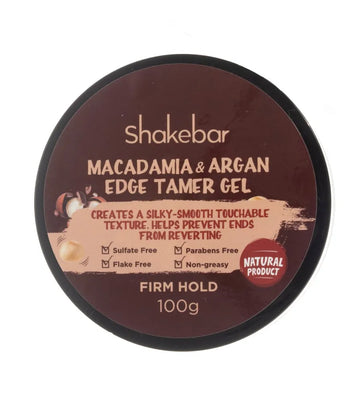 Shakebar
MACADAMIA & ARGAN
EDGE TAMER GEL
CREATES A SILKY-SMOOTH TOUCHABLE
TEXTURE. HELPS PREVENT ENDS
FROM REVERTING
Sulfate Free
Parabens Free
Flake Free
Non-greasy
NATURAL
PRODUCT
FIRM HOLD
100g